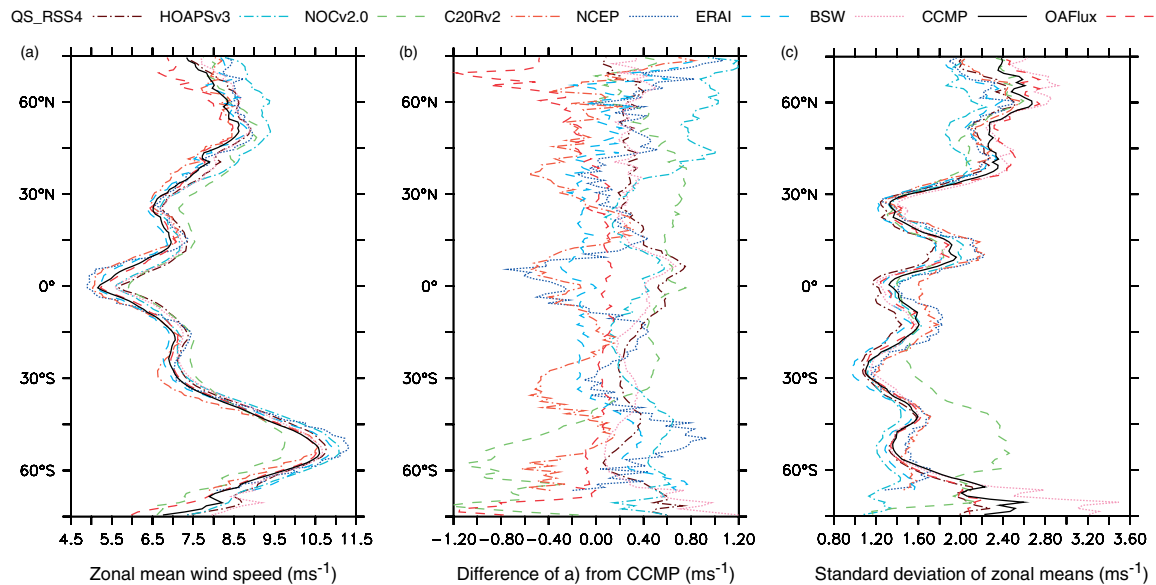 QS_RSS4 HOAPSv3 NOCv2.0 C20Rv2 NCEP ERAI BSW CCMP OAFlux
(a) (b) (c)
60°N 60°N 60°N
30°N 30°N 30°N
0° 0° 0°
30°S 30°S 30°S
60°S 60°S 60°S
4.5 5.5 6.5 7.5 8.5 9.5 10.5 11.5 −1.20 −0.80 −0.40 0.00 0.40 0.80 1.20 0.80 1.20 1.60 2.00 2.40 2.80 3.20 3.60
Zonal mean wind speed (ms⁻¹) Difference of a) from CCMP (ms⁻¹) Standard deviation of zonal means (ms⁻¹)